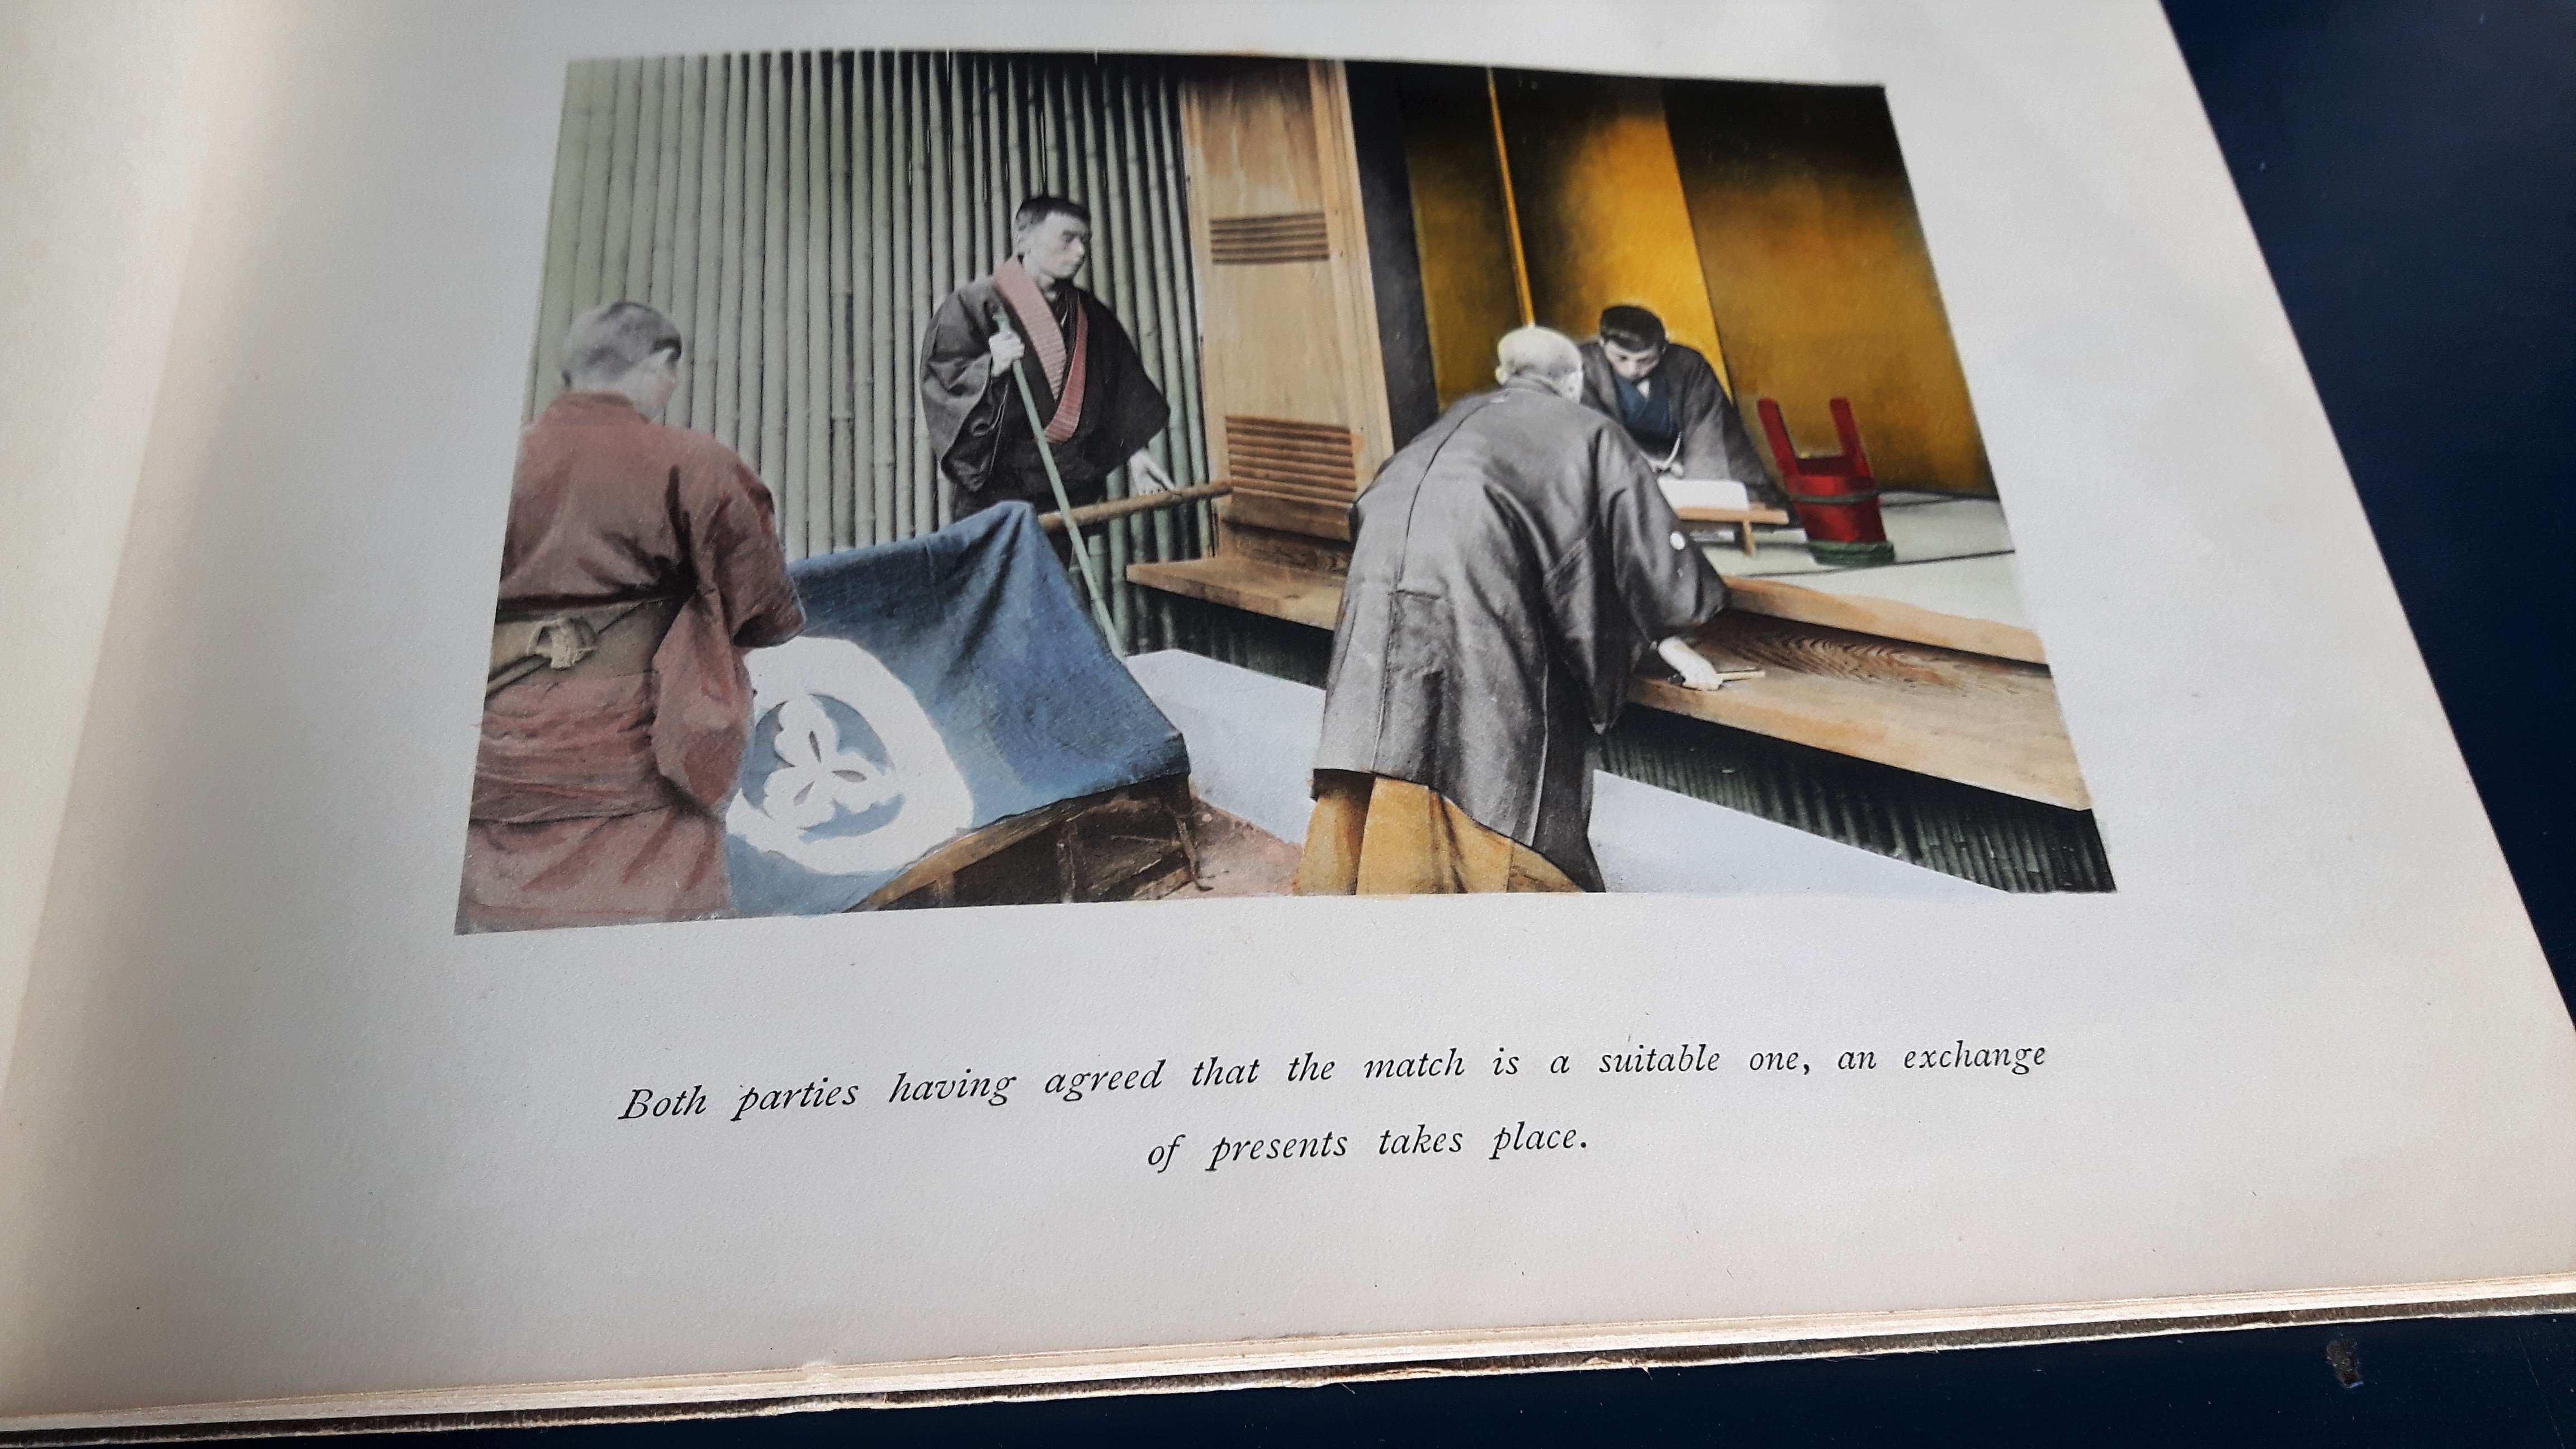 Both parties having agreed that the match is a suitable one, an exchange
of presents takes place.